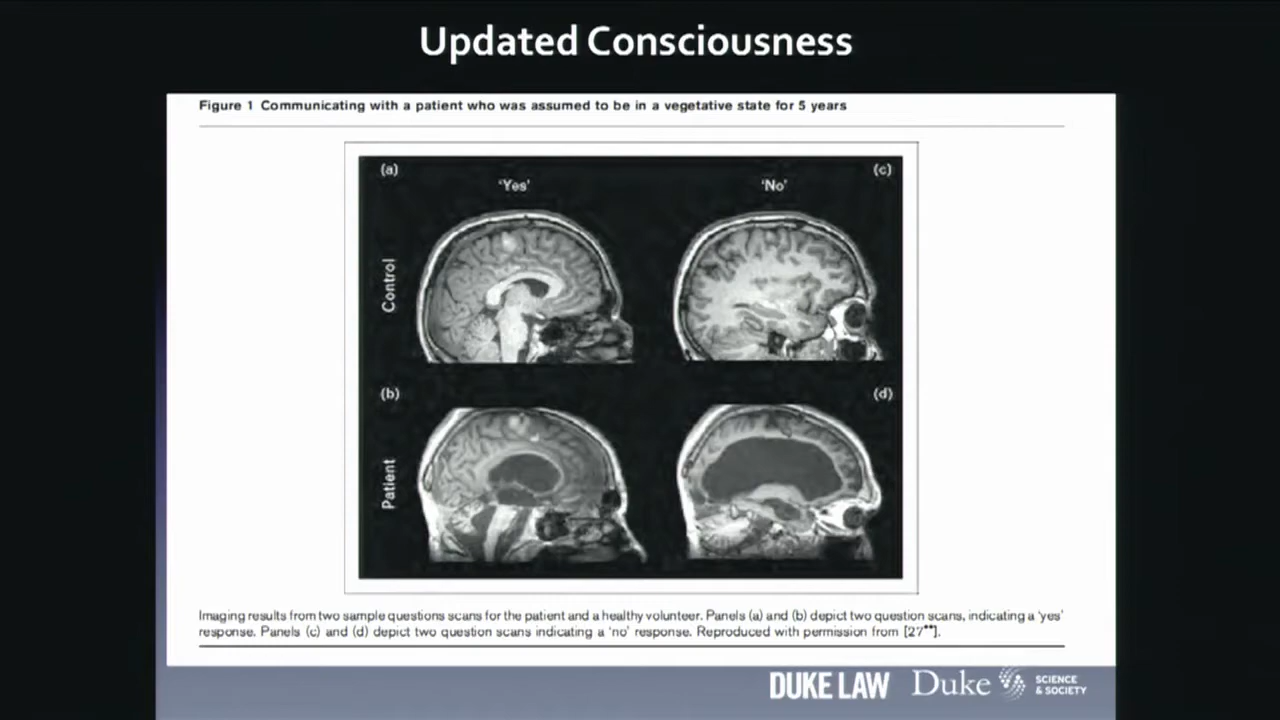 Updated Consciousness
Figure 1 Communicating with a patient who was assumed to be in a vegetative state for 5 years
(a)
'Yes'
'No'
(c)
Control
(b)
(d)
Patient
Imaging results from two sample questions scans for the patient and a healthy volunteer. Panels (a) and (b) depict two question scans, indicating a 'yes'
response. Panels (c) and (d) depict two question scans indicating a 'no' response. Reproduced with permission from [27••].
DUKE LAW
Duke
SCIENCE
& SOCIETY